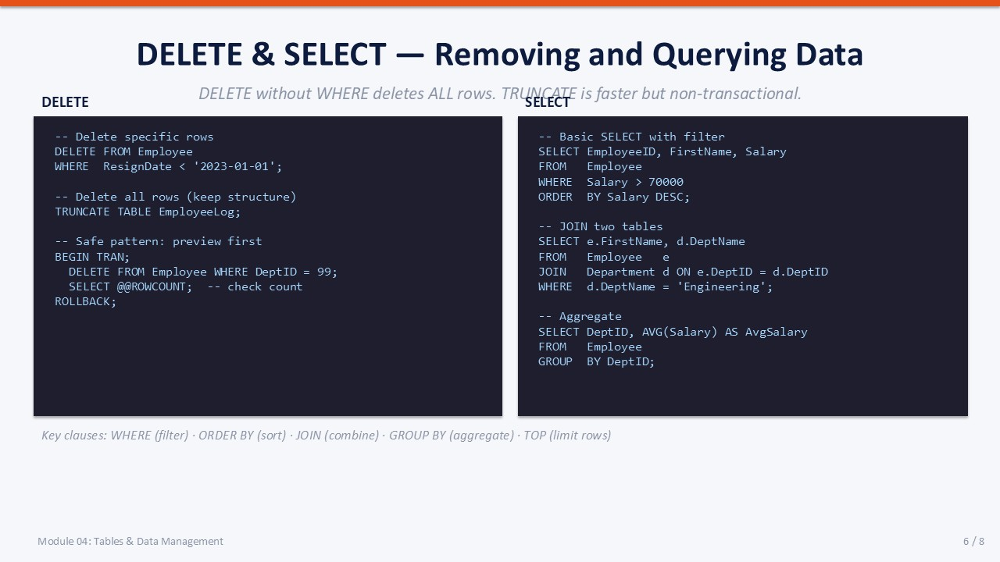 DELETE & SELECT — Removing and Querying Data
DELETE without WHERE deletes ALL rows. TRUNCATE is faster but non-transactional.
DELETE
-- Delete specific rows
DELETE FROM Employee
WHERE  ResignDate < '2023-01-01';
-- Delete all rows (keep structure)
TRUNCATE TABLE EmployeeLog;
-- Safe pattern: preview first
BEGIN TRAN;
  DELETE FROM Employee WHERE DeptID = 99;
  SELECT @@ROWCOUNT;  -- check count
ROLLBACK;
SELECT
-- Basic SELECT with filter
SELECT EmployeeID, FirstName, Salary
FROM   Employee
WHERE  Salary > 70000
ORDER  BY Salary DESC;
-- JOIN two tables
SELECT e.FirstName, d.DeptName
FROM   Employee   e
JOIN   Department d ON e.DeptID = d.DeptID
WHERE  d.DeptName = 'Engineering';
-- Aggregate
SELECT DeptID, AVG(Salary) AS AvgSalary
FROM   Employee
GROUP  BY DeptID;
Key clauses: WHERE (filter) · ORDER BY (sort) · JOIN (combine) · GROUP BY (aggregate) · TOP (limit rows)
Module 04: Tables & Data Management
6 / 8